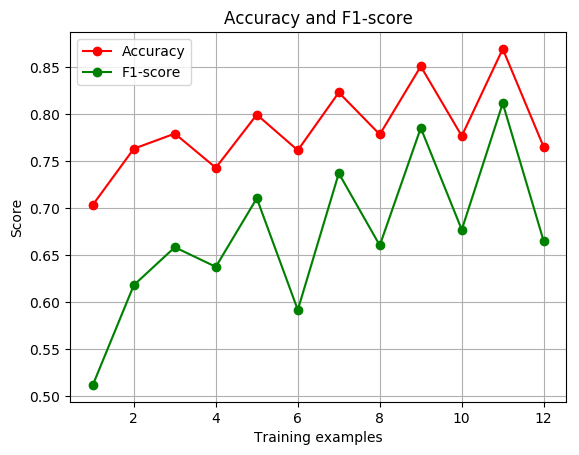 Accuracy and F1-score
Accuracy
F1-score
Score
0.85
0.80
0.75
0.70
0.65
0.60
0.55
0.50
2 4 6 8 10 12
Training examples